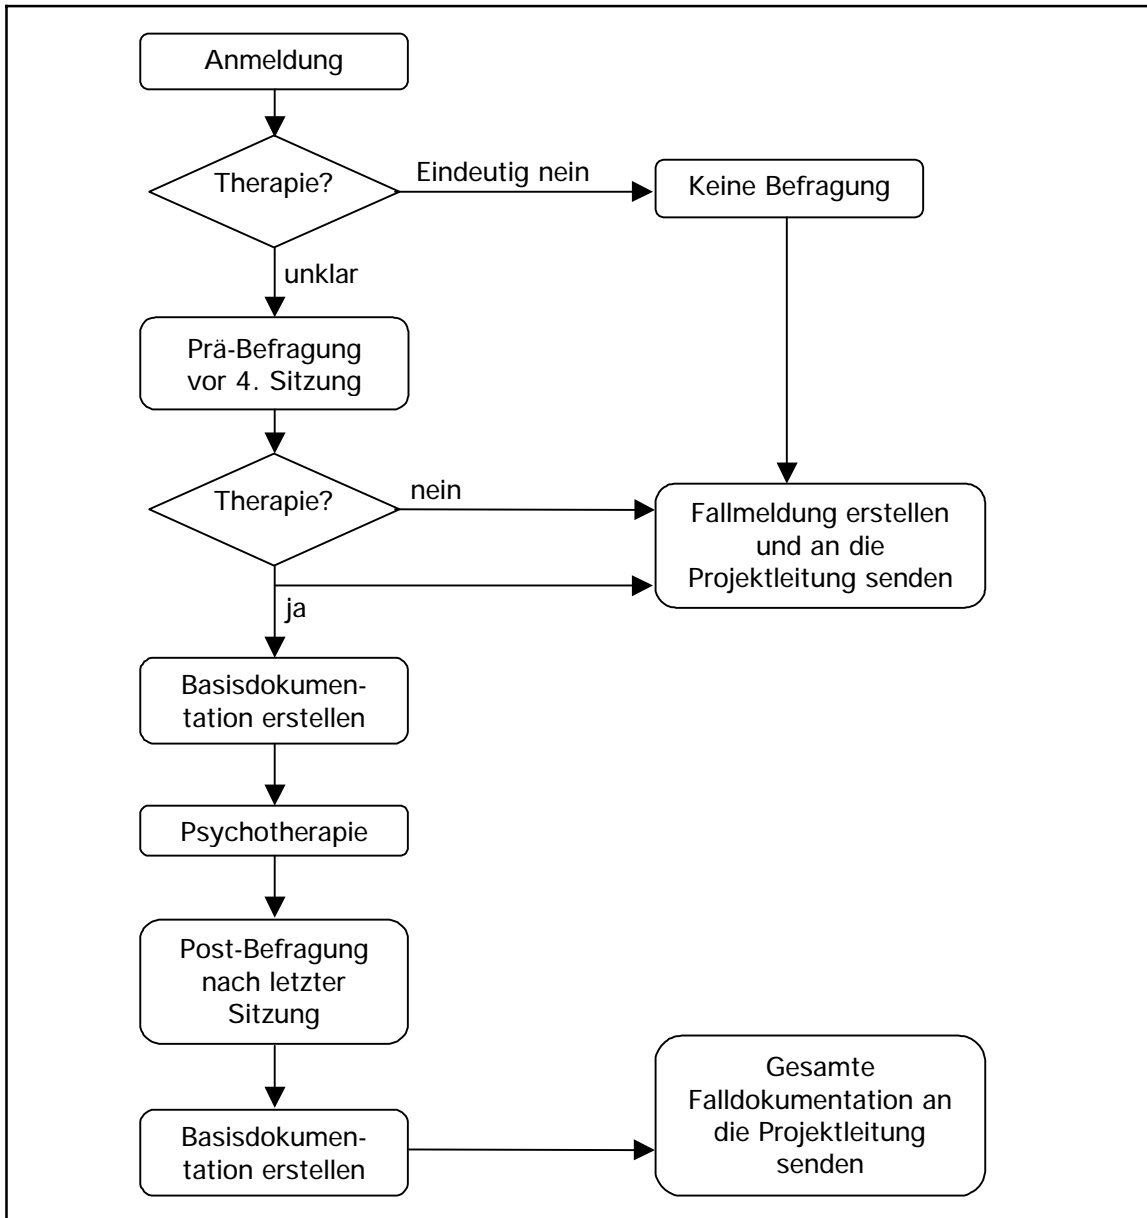 Anmeldung
Therapie?
Eindeutig nein
Keine Befragung
unklar
Prä-Befragung
vor 4. Sitzung
Therapie?
nein
Fallmeldung erstellen
und an die
Projektleitung senden
ja
Basisdokumen-
tation erstellen
Psychotherapie
Post-Befragung
nach letzter
Sitzung
Basisdokumen-
tation erstellen
Gesamte
Falldokumentation an
die Projektleitung
senden